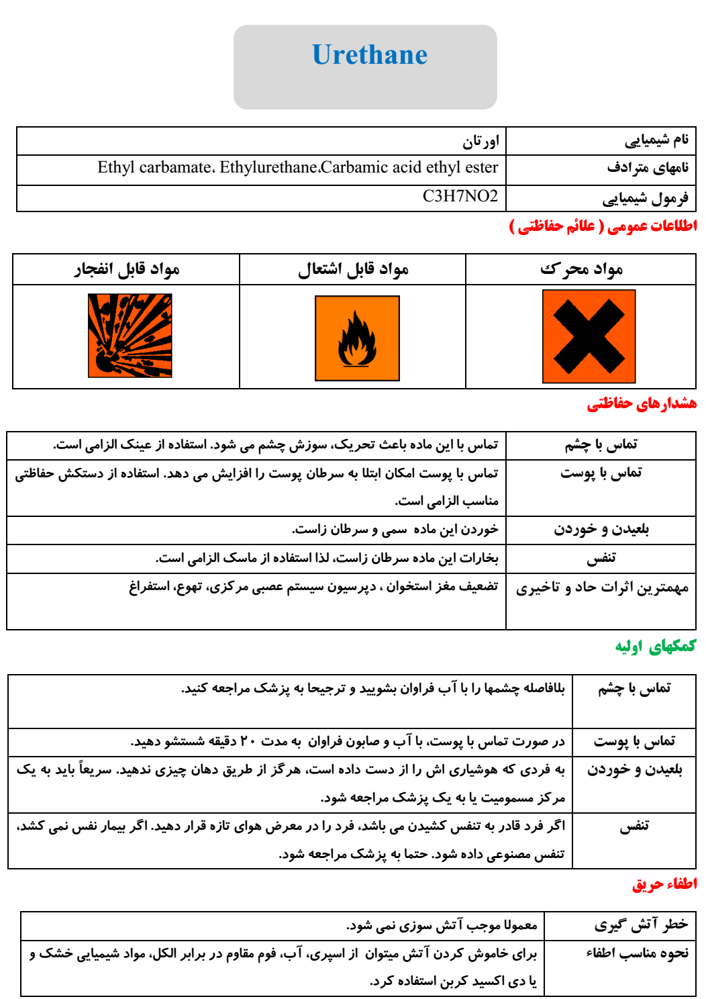 Urethane
نام شیمیایی
اورتان
نامهای مترادف
Ethyl carbamate، Ethylurethane،Carbamic acid ethyl ester
فرمول شیمیایی
C3H7NO2
اطلاعات عمومی ( علائم حفاظتی )
مواد محرک
مواد قابل اشتعال
مواد قابل انفجار
هشدارهای حفاظتی
تماس با چشم
تماس با این ماده باعث تحریک، سوزش چشم می شود. استفاده از عینک الزامی است.
تماس با پوست
تماس با پوست امکان ابتلا به سرطان پوست را افزایش می دهد. استفاده از دستکش حفاظتی
مناسب الزامی است.
بلعیدن و خوردن
خوردن این ماده سمی و سرطان زاست.
تنفس
بخارات این ماده سرطان زاست، لذا استفاده از ماسک الزامی است.
مهمترین اثرات حاد و تاخیری
تضعیف مغز استخوان ، دپرسیون سیستم عصبی مرکزی، تهوع، استفراغ
کمکهای اولیه
تماس با چشم
بلافاصله چشمها را با آب فراوان بشویید و ترجیحا به پزشک مراجعه کنید.
تماس با پوست
در صورت تماس با پوست، با آب و صابون فراوان به مدت ۲۰ دقیقه شستشو دهید.
بلعیدن و خوردن
به فردی که هوشیاری اش را از دست داده است، هرگز از طریق دهان چیزی ندهید. سریعاً باید به یک
مرکز مسمومیت یا به یک پزشک مراجعه شود.
تنفس
اگر فرد قادر به تنفس کشیدن می باشد، فرد را در معرض هوای تازه قرار دهید. اگر بیمار نفس نمی کشد،
تنفس مصنوعی داده شود. حتما به پزشک مراجعه شود.
اطفاء حریق
خطر آتش گیری
معمولا موجب آتش سوزی نمی شود.
نحوه مناسب اطفاء
برای خاموش کردن آتش میتوان از اسپری، آب، فوم مقاوم در برابر الکل، مواد شیمیایی خشک و
یا دی اکسید کربن استفاده کرد.